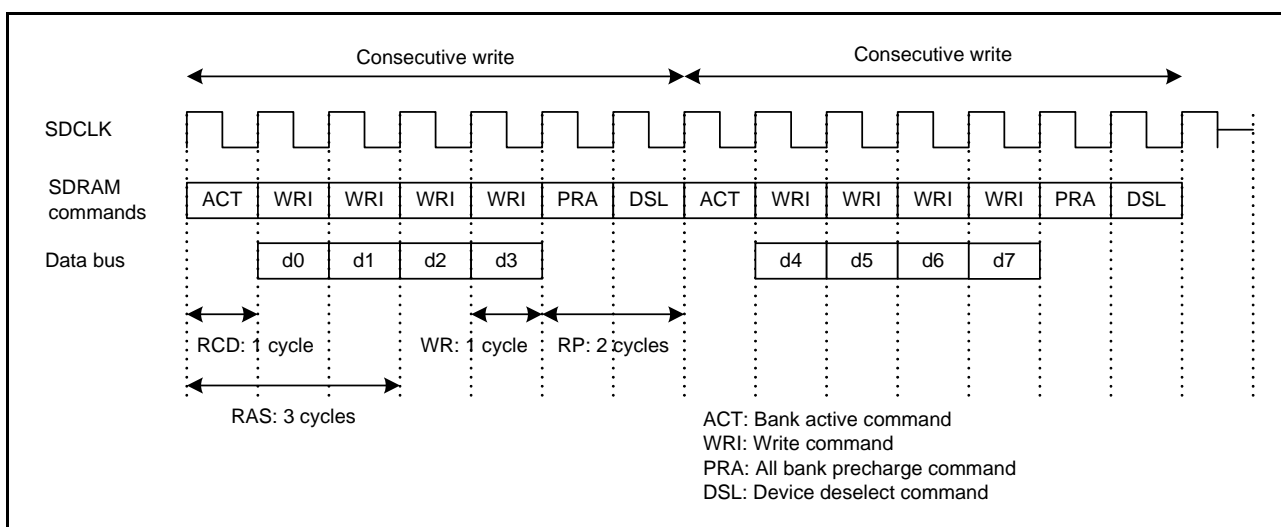 Consecutive write Consecutive write
SDCLK
SDRAM commands
ACT WRI WRI WRI WRI PRA DSL ACT WRI WRI WRI WRI PRA DSL
Data bus d0 d1 d2 d3 d4 d5 d6 d7
RCD: 1 cycle WR: 1 cycle RP: 2 cycles
RAS: 3 cycles
ACT: Bank active command
WRI: Write command
PRA: All bank precharge command
DSL: Device deselect command